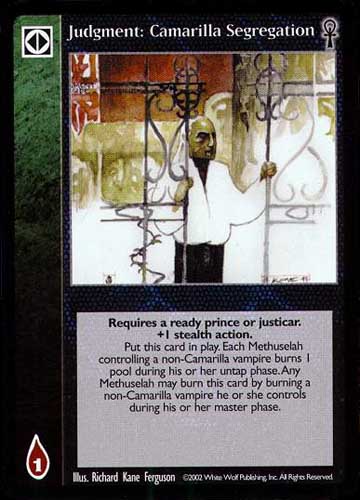 Judgment: Camarilla Segregation
Requires a ready prince or justicar.
+1 stealth action.
Put this card in play. Each Methuselah
controlling a non-Camarilla vampire burns 1
pool during his or her untap phase. Any
Methuselah may burn this card by burning a
non-Camarilla vampire he or she controls
during his or her master phase.
1
Illus. Richard Kane Ferguson ©2002 White Wolf Publishing, Inc. All Rights Reserved.